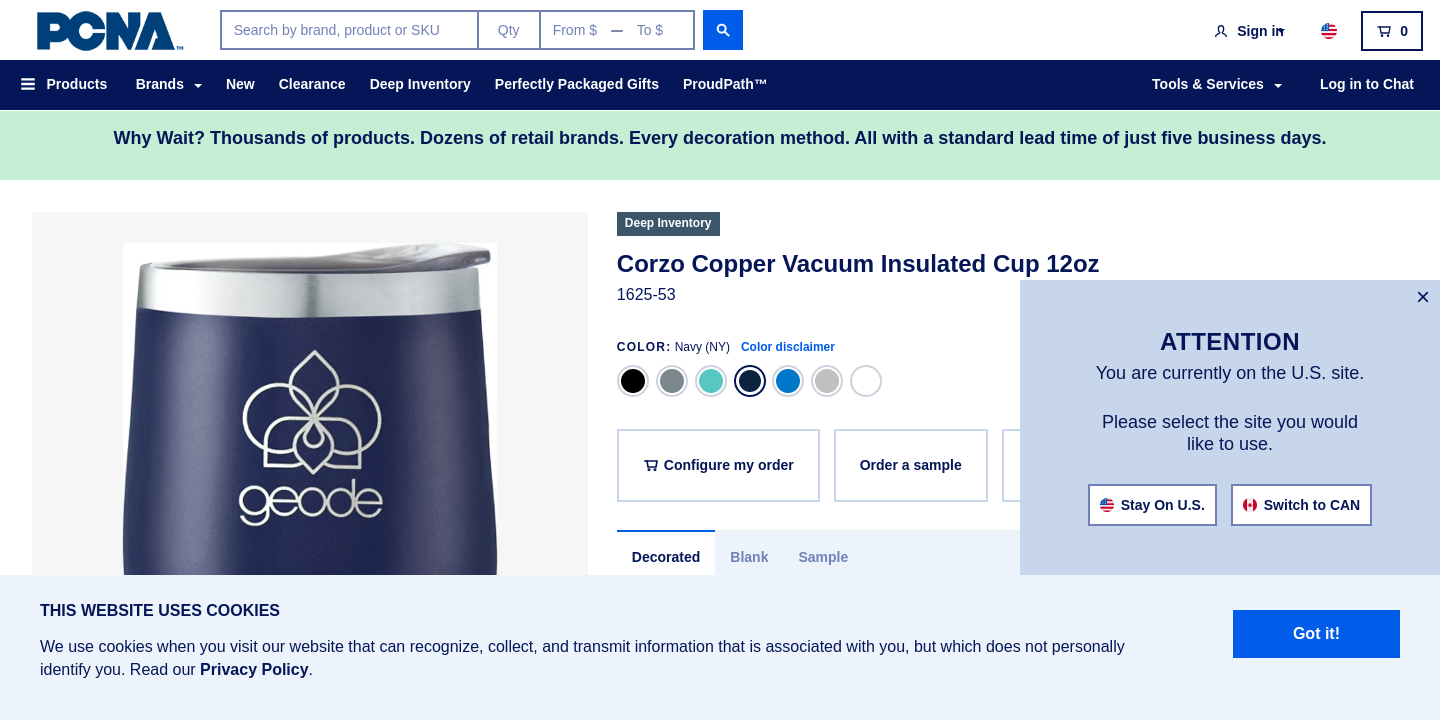 PCNA™
Search by brand, product or SKU
Qty
From $ — To $
Sign in
0
Products
Brands
New
Clearance
Deep Inventory
Perfectly Packaged Gifts
ProudPath™
Tools & Services
Log in to Chat
Why Wait? Thousands of products. Dozens of retail brands. Every decoration method. All with a standard lead time of just five business days.
geode
Deep Inventory
Corzo Copper Vacuum Insulated Cup 12oz
1625-53
COLOR: Navy (NY) Color disclaimer
Configure my order
Order a sample
Decorated
Blank
Sample
×
ATTENTION
You are currently on the U.S. site.
Please select the site you would
like to use.
Stay On U.S.
Switch to CAN
THIS WEBSITE USES COOKIES
We use cookies when you visit our website that can recognize, collect, and transmit information that is associated with you, but which does not personally
identify you. Read our Privacy Policy.
Got it!